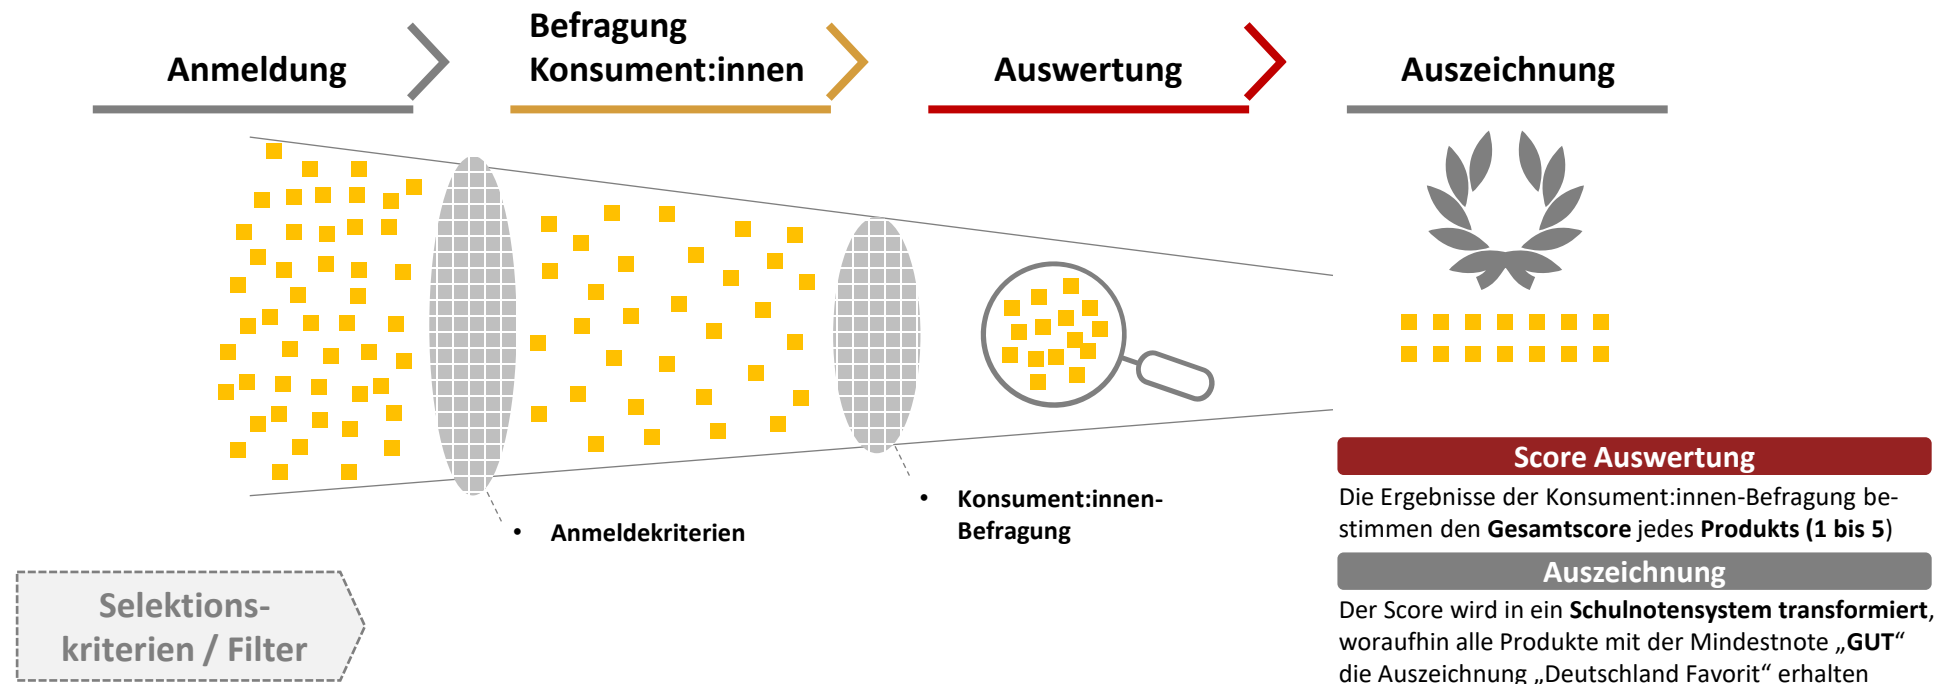 Anmeldung
Befragung
Konsument:innen
Auswertung
Auszeichnung
• Anmeldekriterien
• Konsument:innen-
Befragung
Selektions-
kriterien / Filter
Score Auswertung
Die Ergebnisse der Konsument:innen-Befragung be-
stimmen den Gesamtscore jedes Produkts (1 bis 5)
Auszeichnung
Der Score wird in ein Schulnotensystem transformiert,
woraufhin alle Produkte mit der Mindestnote „GUT“
die Auszeichnung „Deutschland Favorit“ erhalten